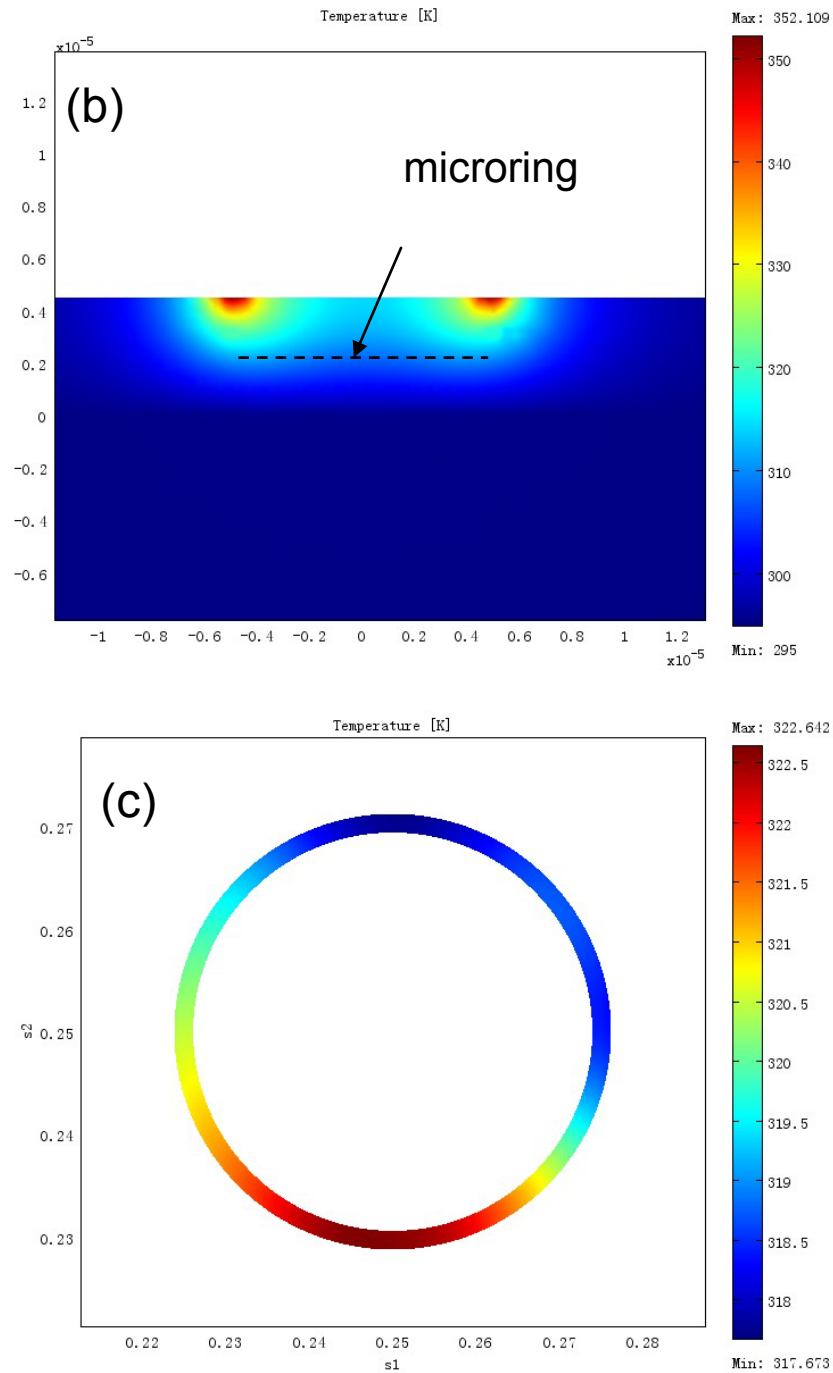 Temperature [K]
Max: 352.109
x10-5
(b)
microring
1.2
1
0.8
0.6
0.4
0.2
0
-0.2
-0.4
-0.6
-1 -0.8 -0.6 -0.4 -0.2 0 0.2 0.4 0.6 0.8 1 1.2
x10-5
350
340
330
320
310
300
Min: 295
Temperature [K]
Max: 322.642
(c)
0.27
0.26
0.25
0.24
0.23
s2
0.22 0.23 0.24 0.25 0.26 0.27 0.28
s1
322.5
322
321.5
321
320.5
320
319.5
319
318.5
318
Min: 317.673